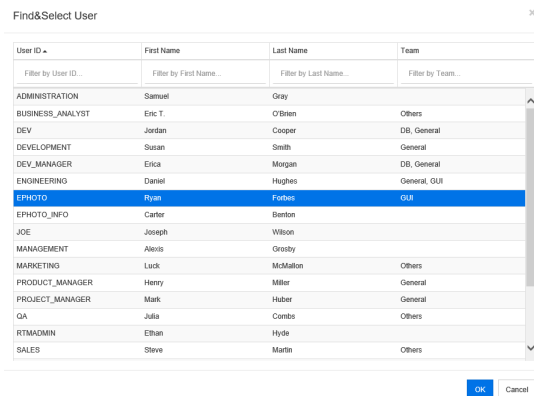 Find&Select User
User ID First Name Last Name Team
Filter by User ID... Filter by First Name... Filter by Last Name... Filter by Team...
ADMINISTRATION Samuel Gray
BUSINESS_ANALYST Eric T. O'Brien Others
DEV Jordan Cooper DB, General
DEVELOPMENT Susan Smith General
DEV_MANAGER Erica Morgan DB, General
ENGINEERING Daniel Hughes General, GUI
EPHOTO Ryan Forbes GUI
EPHOTO_INFO Carter Benton
JOE Joseph Wilson
MANAGEMENT Alexis Grosby
MARKETING Luck McMallon Others
PRODUCT_MANAGER Henry Miller General
PROJECT_MANAGER Mark Huber General
QA Julia Combs Others
RTMADMIN Ethan Hyde
SALES Steve Martin Others
OK Cancel